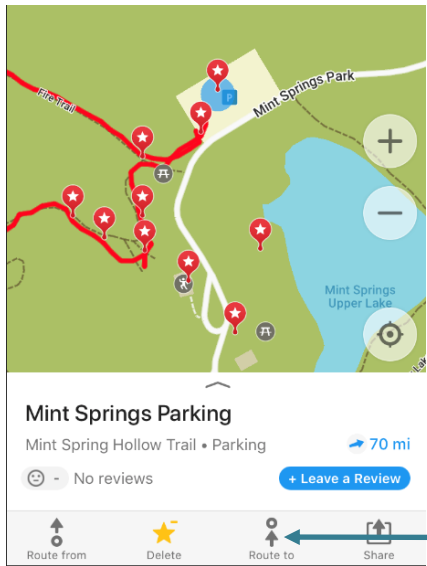 Fire Trail
Mint Springs Park
P
Mint Springs
Upper Lake
Mint Springs Parking
Mint Spring Hollow Trail • Parking
70 mi
- No reviews
+ Leave a Review
Route from
Delete
Route to
Share